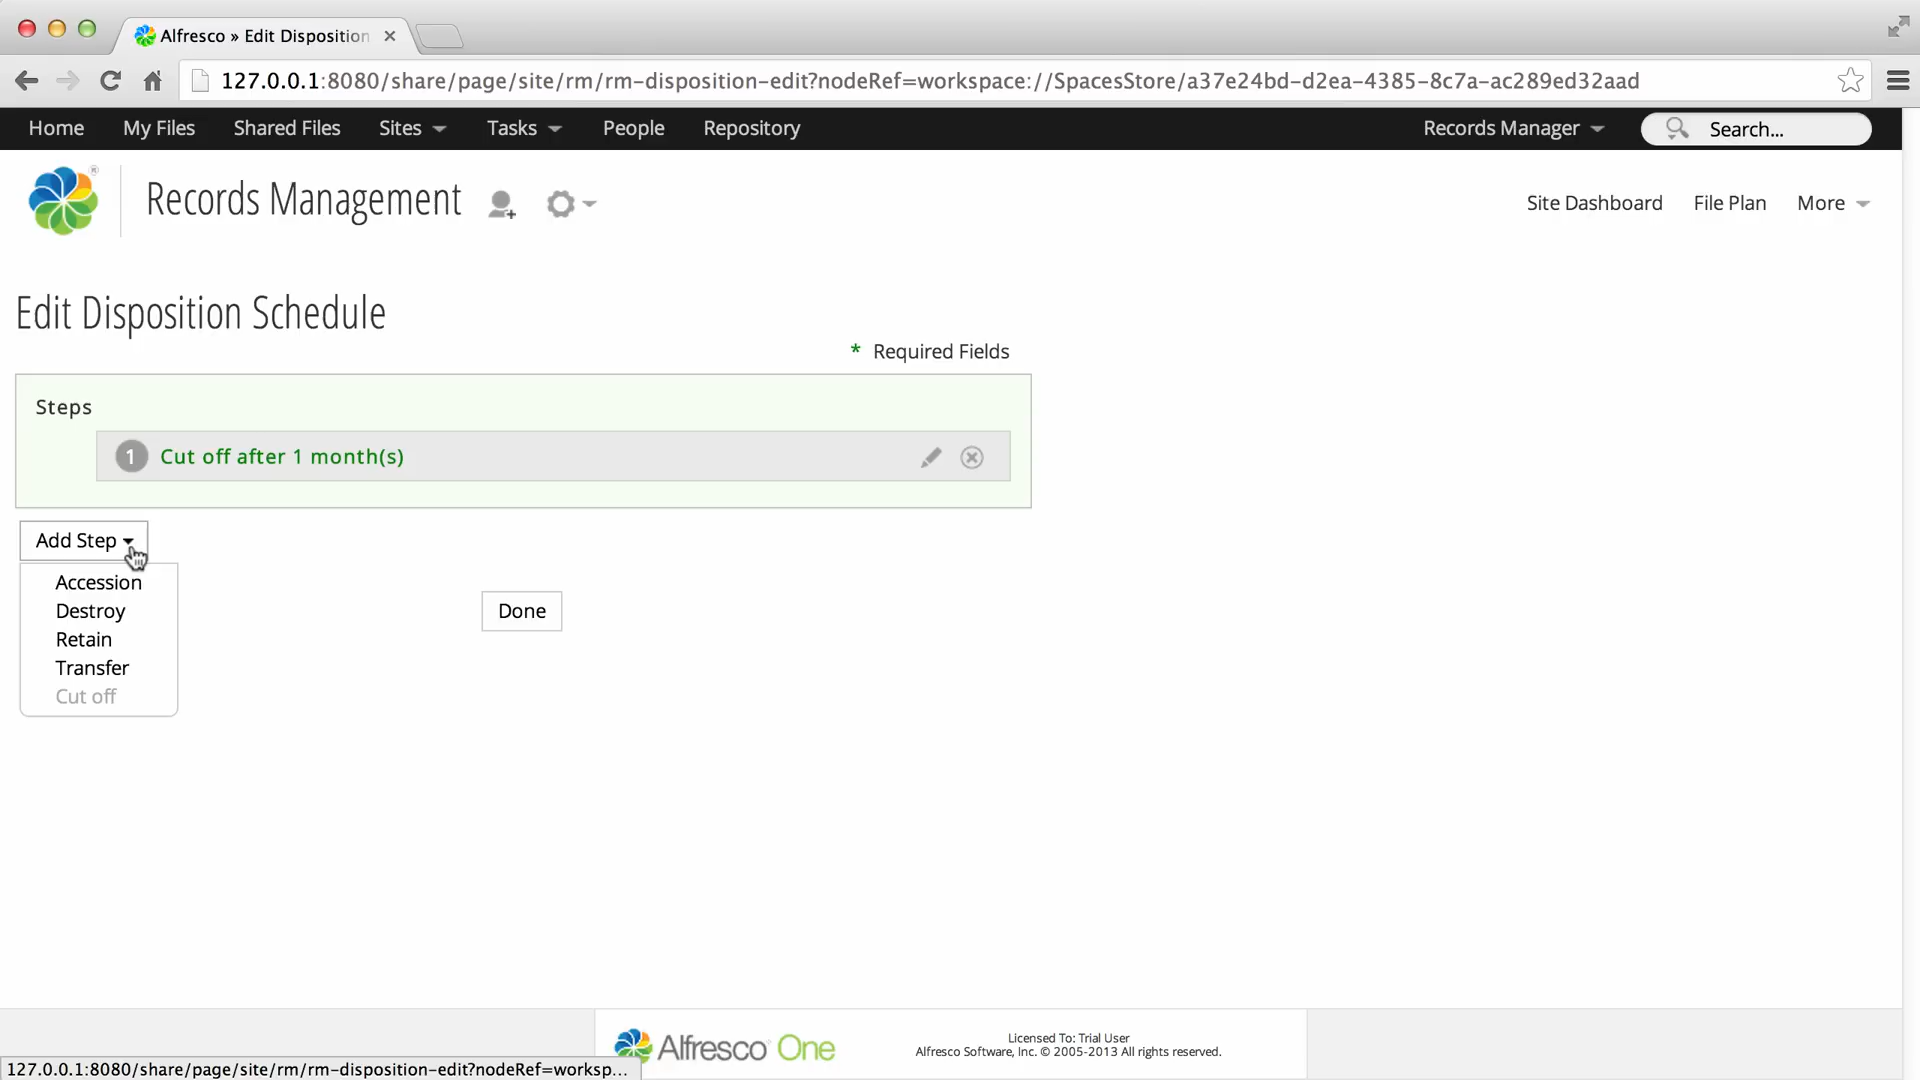 Alfresco » Edit Disposition
127.0.0.1:8080/share/page/site/rm/rm-disposition-edit?nodeRef=workspace://SpacesStore/a37e24bd-d2ea-4385-8c7a-ac289ed32aad
Home My Files Shared Files Sites Tasks People Repository Records Manager Search...
® Records Management Site Dashboard File Plan More
Edit Disposition Schedule
* Required Fields
Steps
1 Cut off after 1 month(s)
Add Step
Accession
Destroy
Retain
Transfer
Cut off
Done
Alfresco One
Licensed To: Trial User
Alfresco Software, Inc. © 2005-2013 All rights reserved.
127.0.0.1:8080/share/page/site/rm/rm-disposition-edit?nodeRef=worksp...